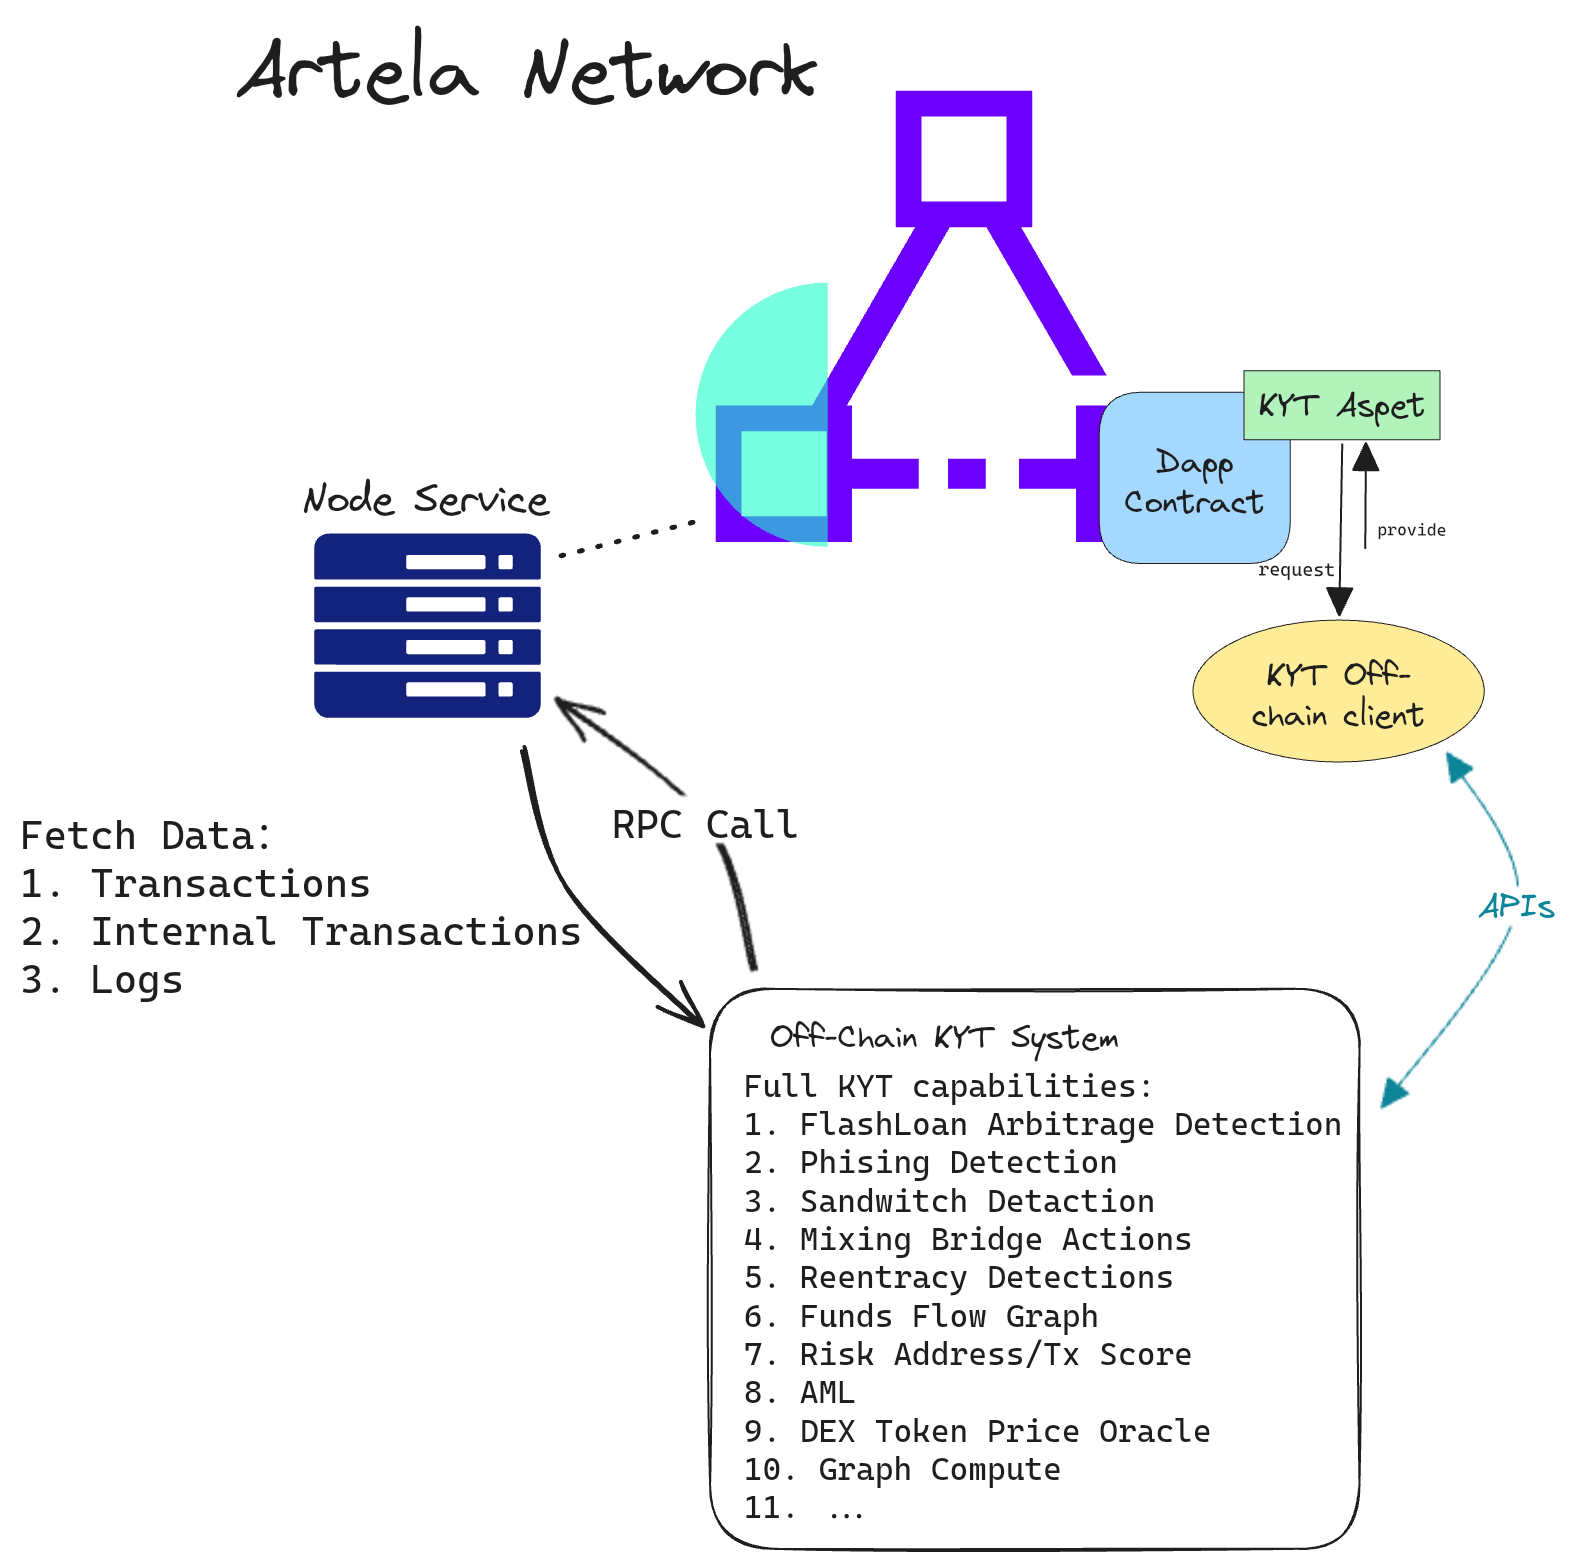 Artela Network
KYT Aspet
Dapp
Contract
Node Service
provide
request
KYT Off-
chain client
RPC Call
Fetch Data:
1. Transactions
2. Internal Transactions
3. Logs
APIs
Off-Chain KYT System
Full KYT capabilities:
1. FlashLoan Arbitrage Detection
2. Phising Detection
3. Sandwitch Detaction
4. Mixing Bridge Actions
5. Reentracy Detections
6. Funds Flow Graph
7. Risk Address/Tx Score
8. AML
9. DEX Token Price Oracle
10. Graph Compute
11. ...